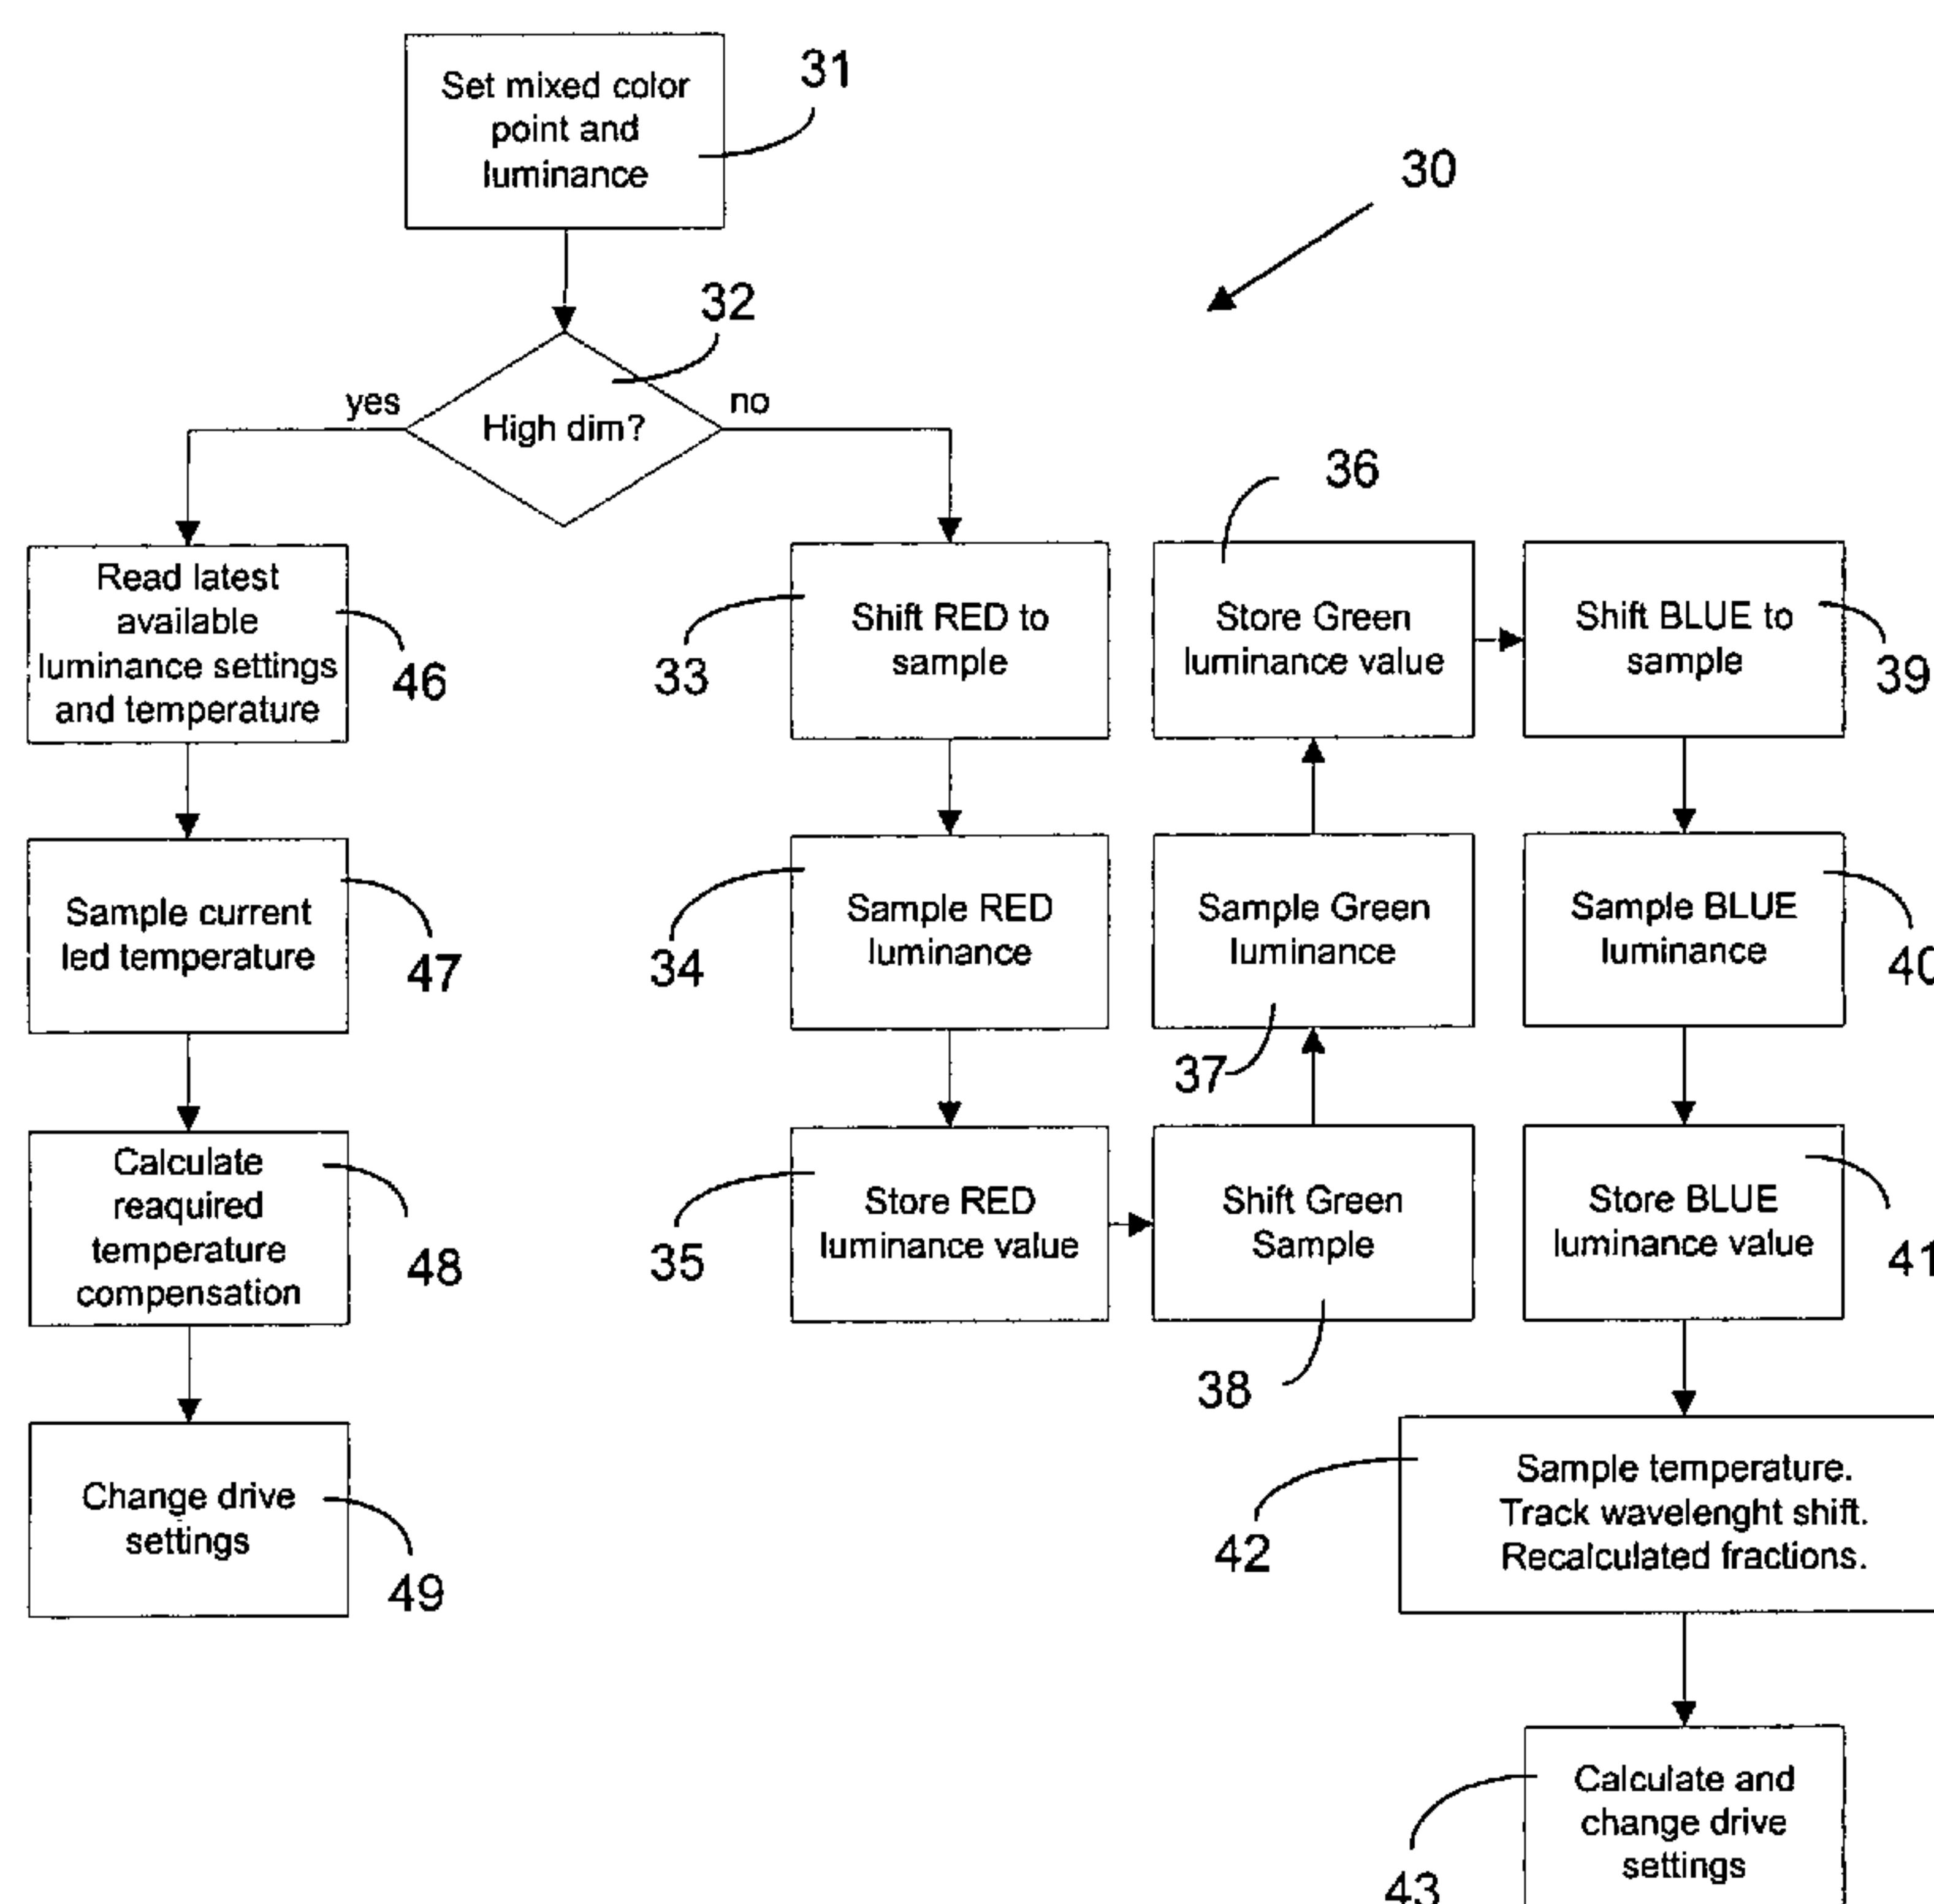 Set mixed color
point and
luminance
31
30
32
yes
High dim?
no
Read latest
available
luminance settings
and temperature
46
Sample current
led temperature
47
Calculate
reaquired
temperature
compensation
48
Change drive
settings
49
Shift RED to
sample
33
Sample RED
luminance
34
Store RED
luminance value
35
Shift Green
Sample
38
Sample Green
luminance
37
Store Green
luminance value
36
Shift BLUE to
sample
39
Sample BLUE
luminance
40
Store BLUE
luminance value
41
Sample temperature.
Track wavelenght shift.
Recalculated fractions.
42
Calculate and
change drive
settings
43